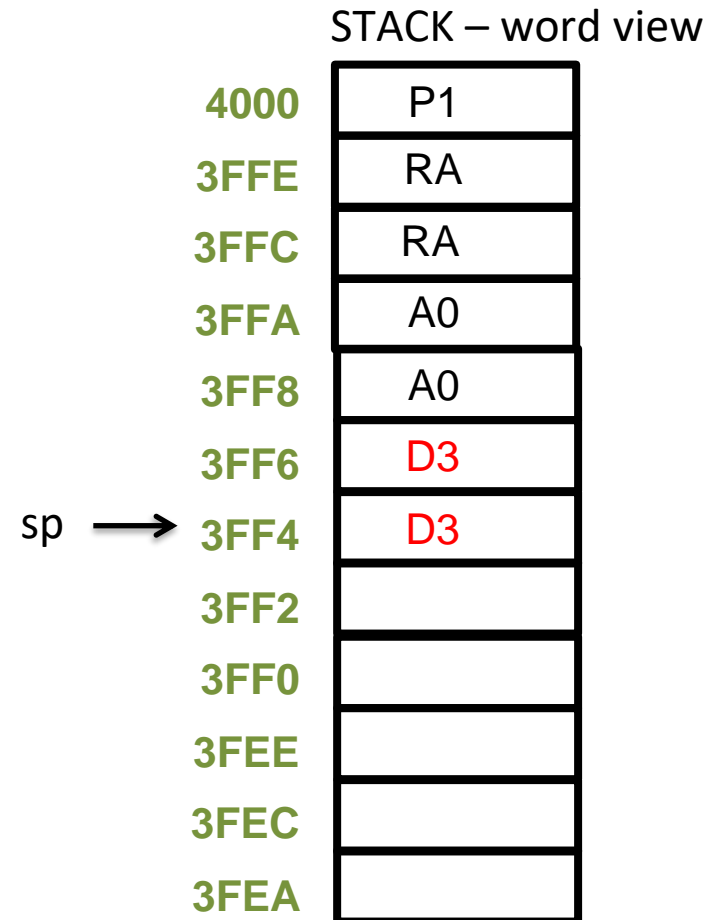 STACK – word view
4000 P1
3FFE RA
3FFC RA
3FFA A0
3FF8 A0
3FF6 D3
sp 3FF4 D3
3FF2
3FF0
3FEE
3FEC
3FEA